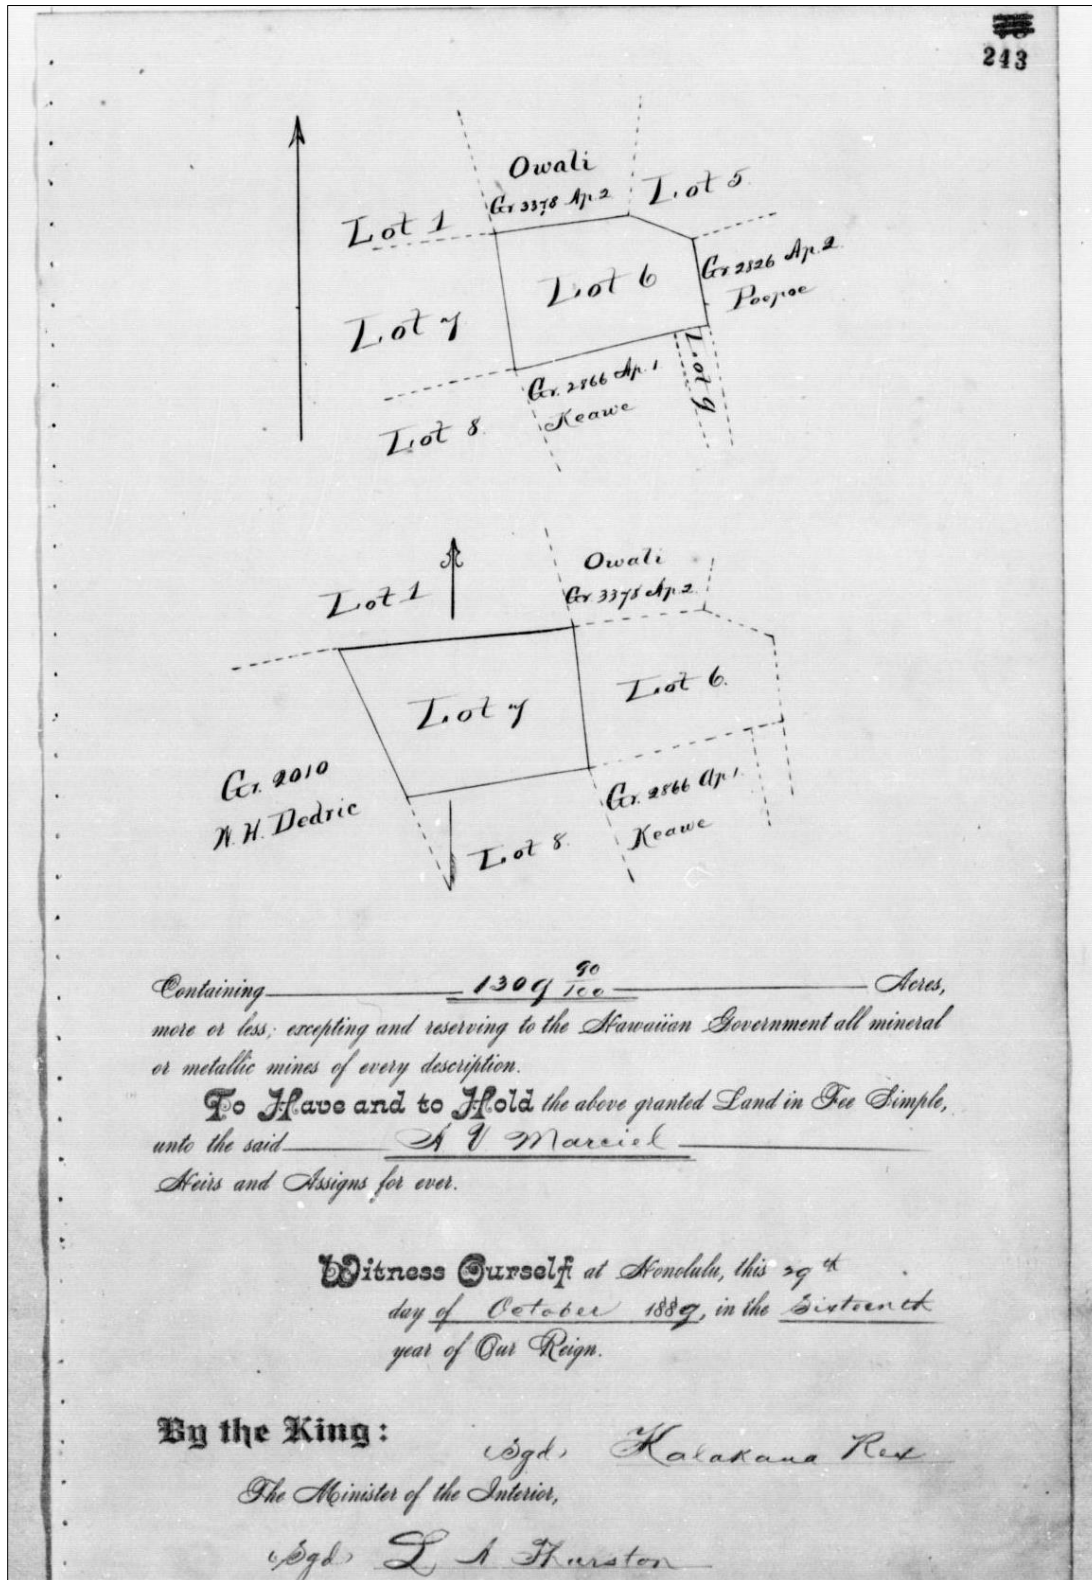 243
Owali
Gr 3378 Ap. 2
Lot 5
Lot 1
Lot 6
Gr 2826 Ap. 2
Poepoe
Lot 7
Lot 9
Gr. 2866 Ap. 1
Keawe
Lot 8.
Owali
Gr 3378 Ap. 2
Lot 1
Lot 6.
Lot 7
Gr. 2010
W. H. Dedric
Gr. 2866 Ap 1.
Keawe
Lot 8.
Containing 1309 90/100 Acres,
more or less; excepting and reserving to the Hawaiian Government all mineral
or metallic mines of every description.
To Have and to Hold the above granted Land in Fee Simple,
unto the said A V Marciel
Heirs and Assigns for ever.
Witness Ourself at Honolulu, this 29th
day of October 1889, in the Sixteenth
year of Our Reign.
By the King:
(Sgd) Kalakaua Rex
The Minister of the Interior,
(Sgd) L A Thurston